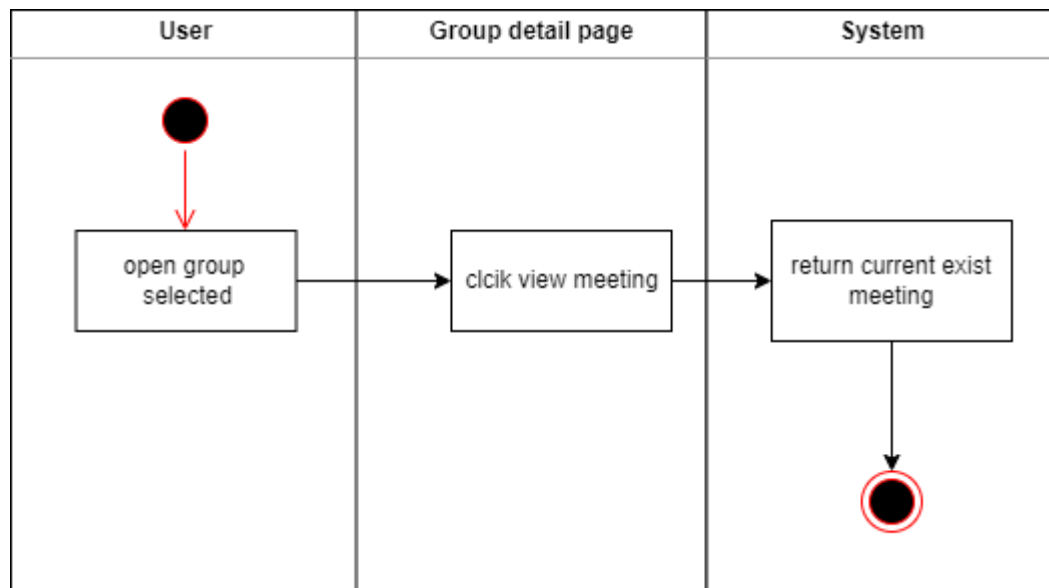 User
Group detail page
System
open group
selected
clcik view meeting
return current exist
meeting